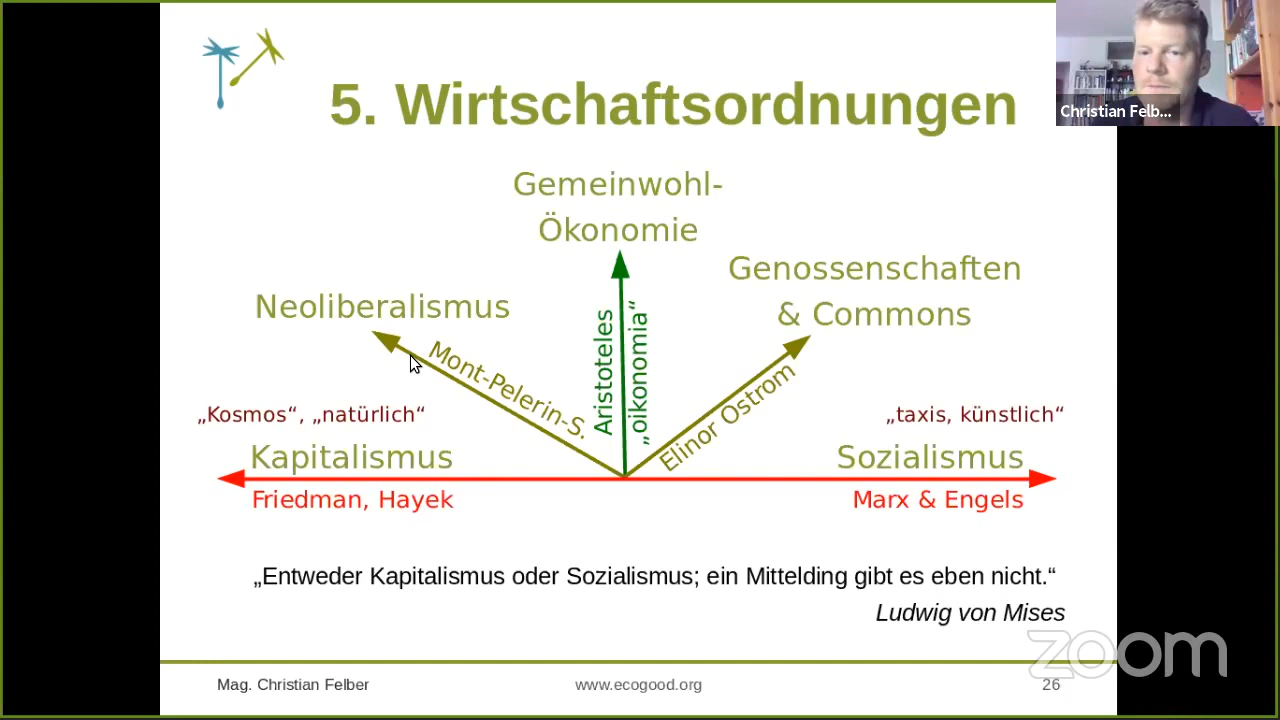 5. Wirtschaftsordnungen
Christian Felb...
Gemeinwohl-
Ökonomie
Genossenschaften
& Commons
Neoliberalismus
Mont-Pelerin-S.
Aristoteles
„oikonomia“
Elinor Ostrom
„Kosmos“, „natürlich“
„taxis, künstlich“
Kapitalismus
Sozialismus
Friedman, Hayek
Marx & Engels
„Entweder Kapitalismus oder Sozialismus; ein Mittelding gibt es eben nicht.“
Ludwig von Mises
zoom
Mag. Christian Felber
www.ecogood.org
26